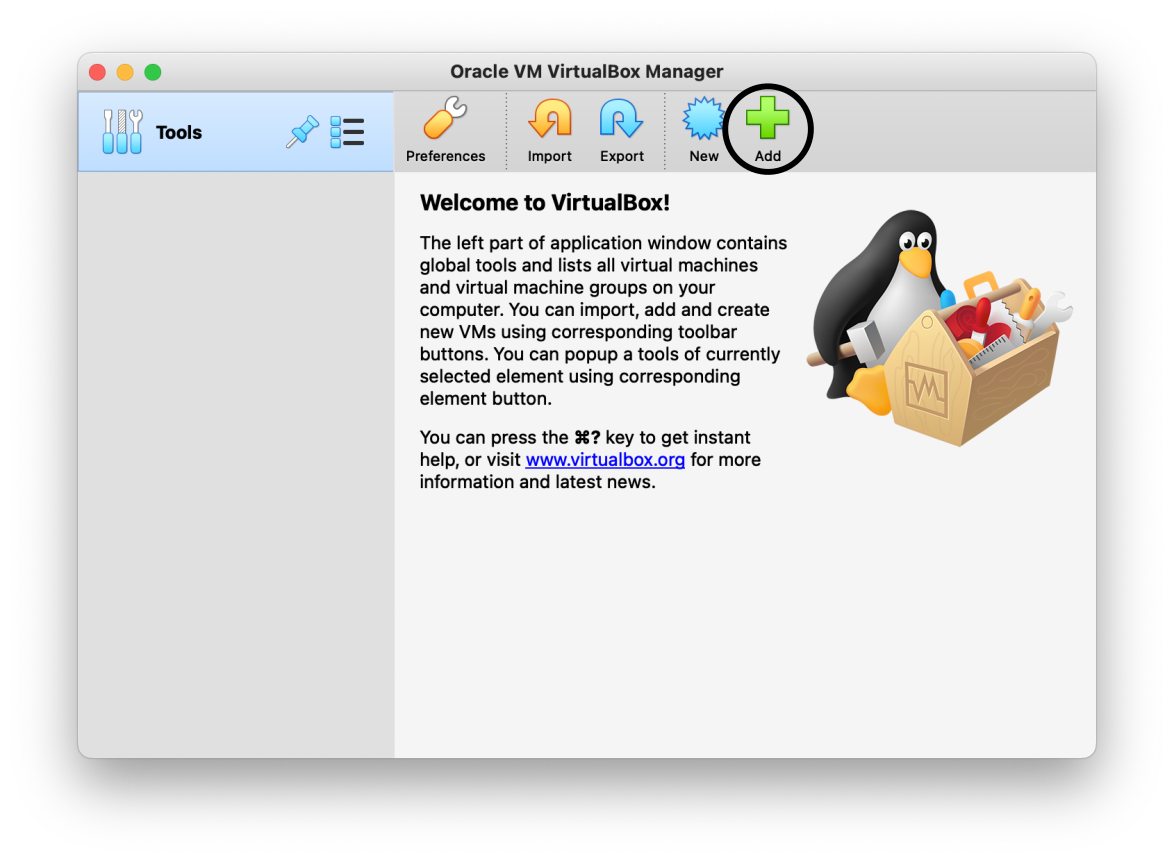 Oracle VM VirtualBox Manager
Tools
Preferences
Import
Export
New
Add
Welcome to VirtualBox!
The left part of application window contains
global tools and lists all virtual machines
and virtual machine groups on your
computer. You can import, add and create
new VMs using corresponding toolbar
buttons. You can popup a tools of currently
selected element using corresponding
element button.
You can press the ⌘? key to get instant
help, or visit www.virtualbox.org for more
information and latest news.